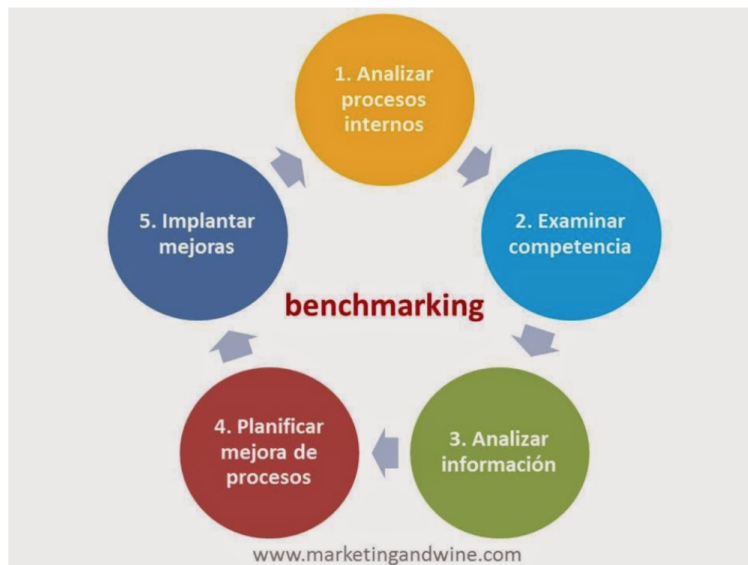 1. Analizar
procesos
internos
2. Examinar
competencia
3. Analizar
información
4. Planificar
mejora de
procesos
5. Implantar
mejoras
benchmarking
www.marketingandwine.com